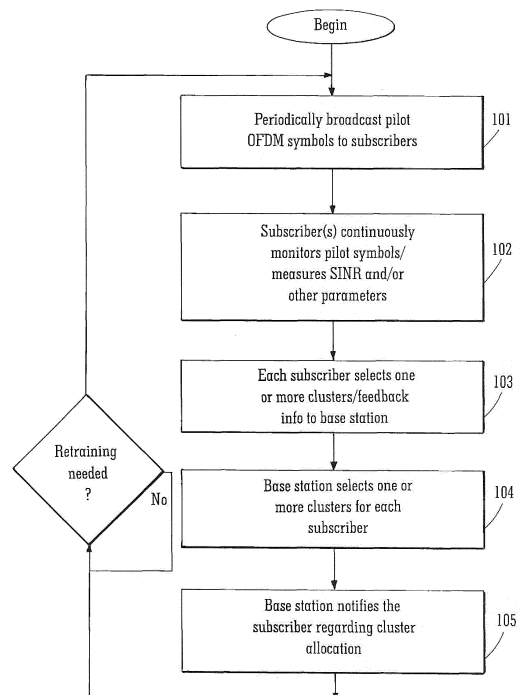 Begin
Periodically broadcast pilot
OFDM symbols to subscribers
101
Subscriber(s) continuously
monitors pilot symbols/
measures SINR and/or
other parameters
102
Each subscriber selects one
or more clusters/feedback
info to base station
103
Retraining
needed
?
No
Base station selects one or
more clusters for each
subscriber
104
Base station notifies the
subscriber regarding cluster
allocation
105